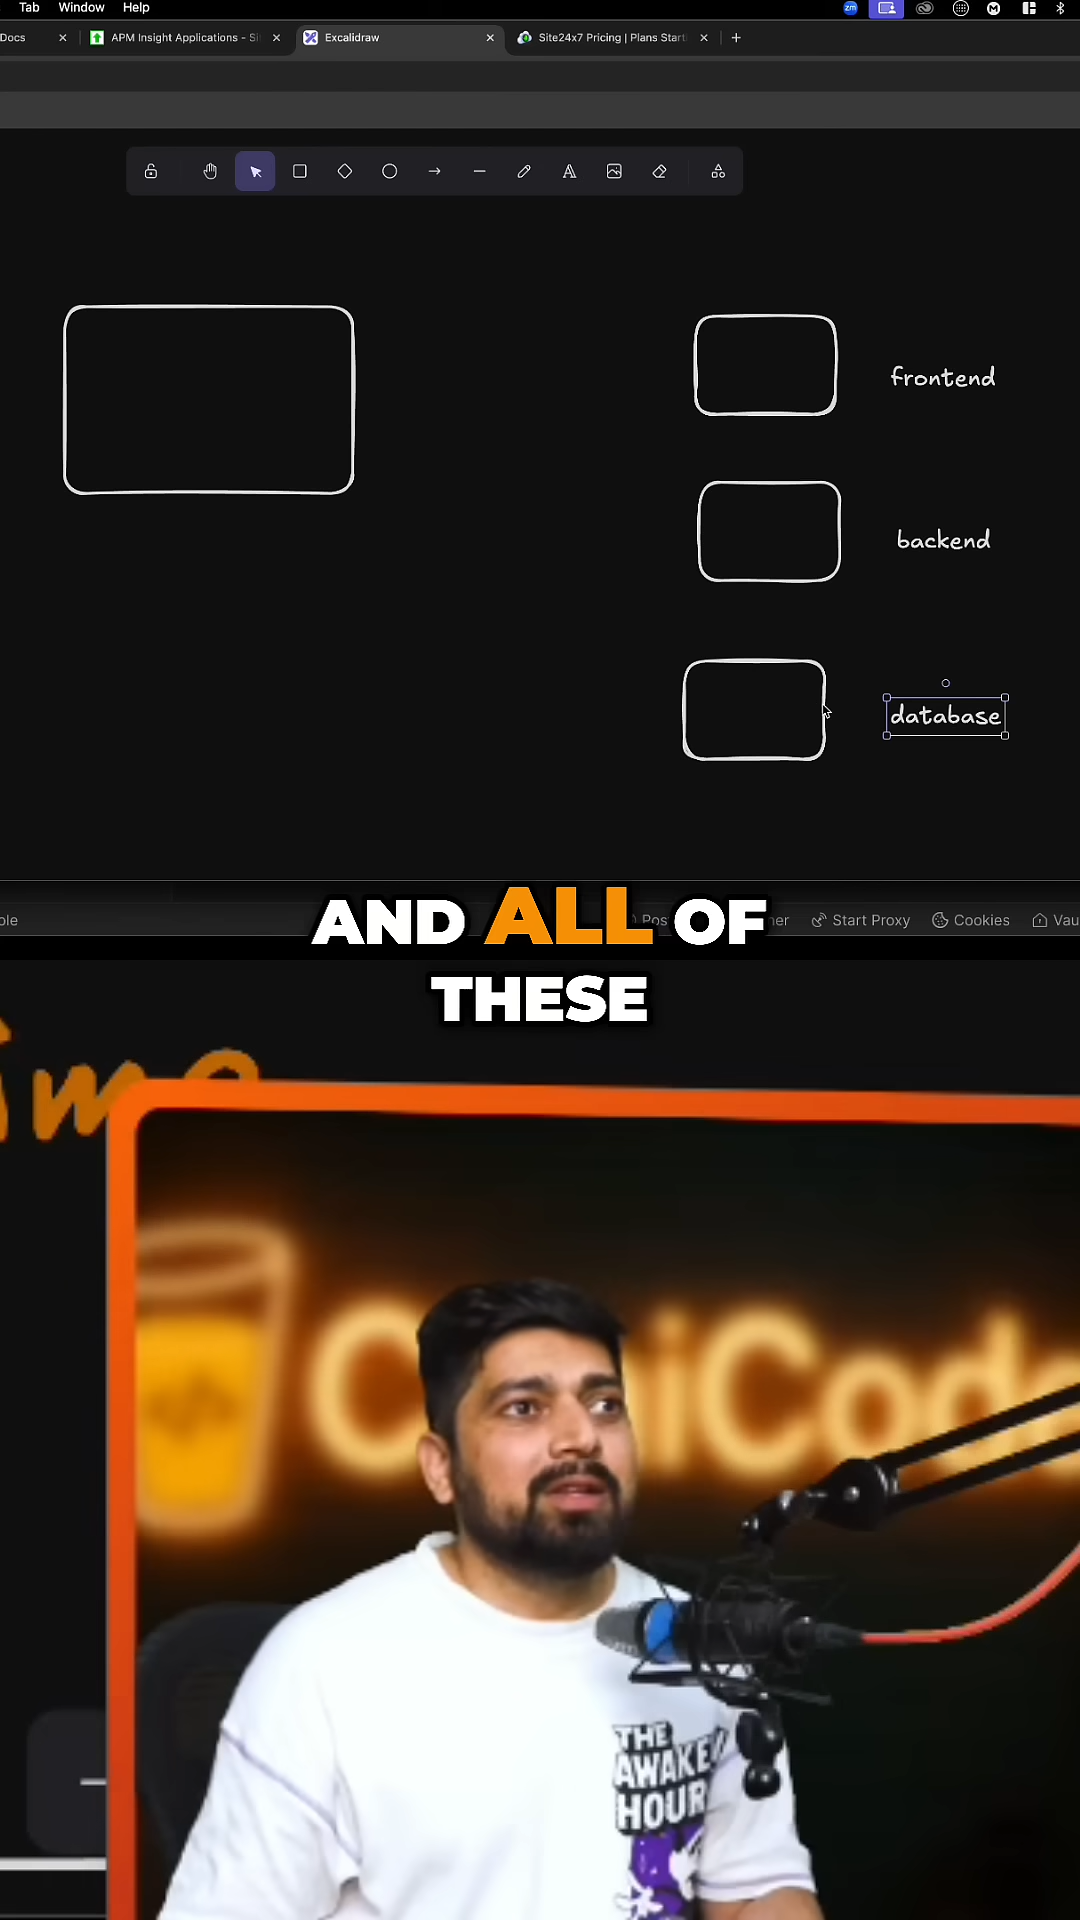 Tab Window Help
Docs
APM Insight Applications - Si
Excalidraw
Site24x7 Pricing | Plans Start
frontend
backend
database
Start Proxy
Cookies
Vau
AND ALL OF
THESE
THE
AWAKE
HOUR